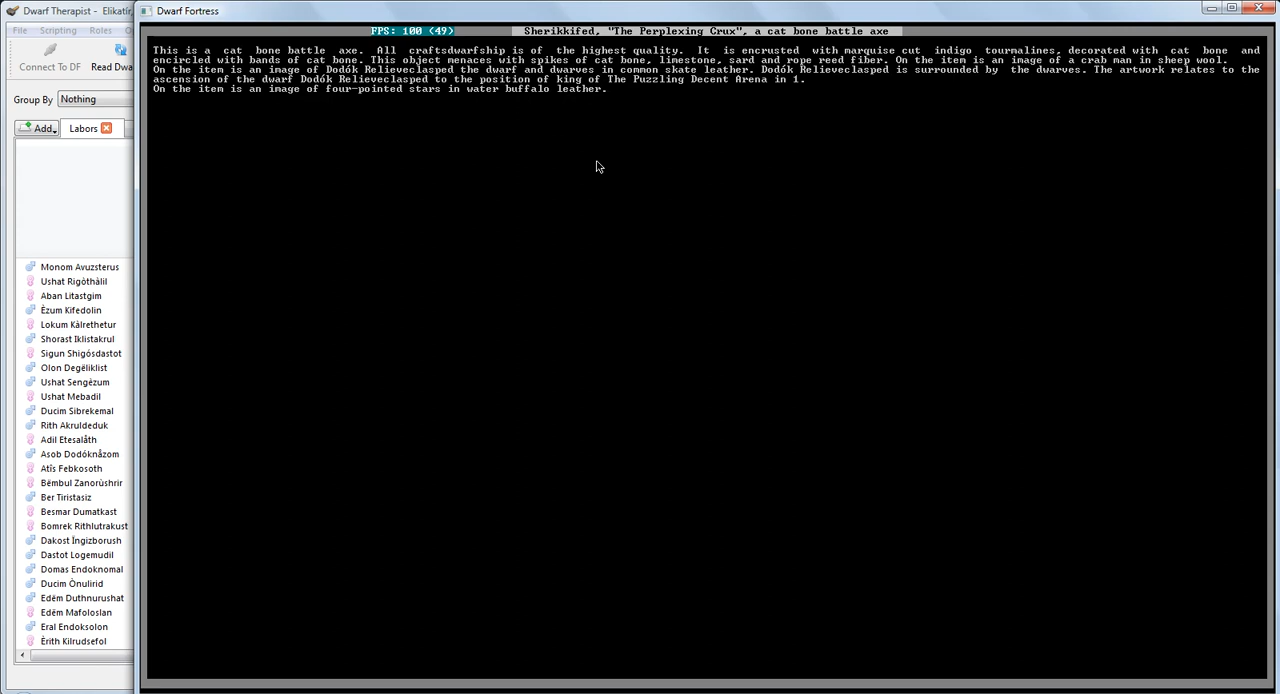 Dwarf Therapist - Elikatir,
Dwarf Fortress
File Scripting Roles
FPS: 100 (49)
Sherikkifed, "The Perplexing Crux", a cat bone battle axe
This is a cat bone battle axe. All craftsdwarfship is of the highest quality. It is encrusted with marquise cut indigo tourmalines, decorated with cat bone and
encircled with bands of cat bone. This object menaces with spikes of cat bone, limestone, sard and rope reed fiber. On the item is an image of a crab man in sheep wool.
On the item is an image of Dodók Relieveclasped the dwarf and dwarves in common skate leather. Dodók Relieveclasped is surrounded by the dwarves. The artwork relates to the
ascension of the dwarf Dodók Relieveclasped to the position of king of The Puzzling Decent Arena in 1.
On the item is an image of four-pointed stars in water buffalo leather.
Connect To DF Read Dwa
Group By Nothing
Add Labors
Monom Avuzsterus
Ushat Rigòthàlil
Aban Litastgim
Èzum Kifedolin
Lokum Kàlrethetur
Shorast Iklistakrul
Sigun Shigósdastot
Olon Degëliklist
Ushat Sengèzum
Ushat Mebadil
Ducim Sibrekemal
Rith Akruldeduk
Adil Etesalåth
Asob Dodóknåzom
Atîs Febkosoth
Bëmbul Zanorùshrir
Ber Tiristasiz
Besmar Dumatkast
Bomrek Rithlutrakust
Dakost Íngizborush
Dastot Logemudil
Domas Endoknomal
Ducim Ònulirid
Edëm Duthnurushat
Edëm Mafoloslan
Eral Endoksolon
Èrith Kilrudsefol